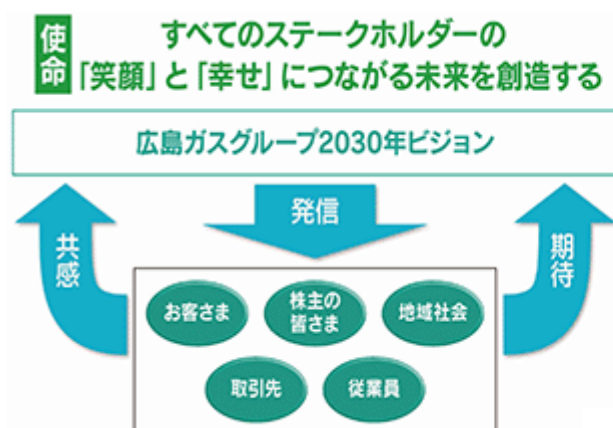 使命
すべてのステークホルダーの
「笑顔」と「幸せ」につながる未来を創造する
広島ガスグループ2030年ビジョン
共感
発信
期待
お客さま
株主の
皆さま
地域社会
取引先
従業員